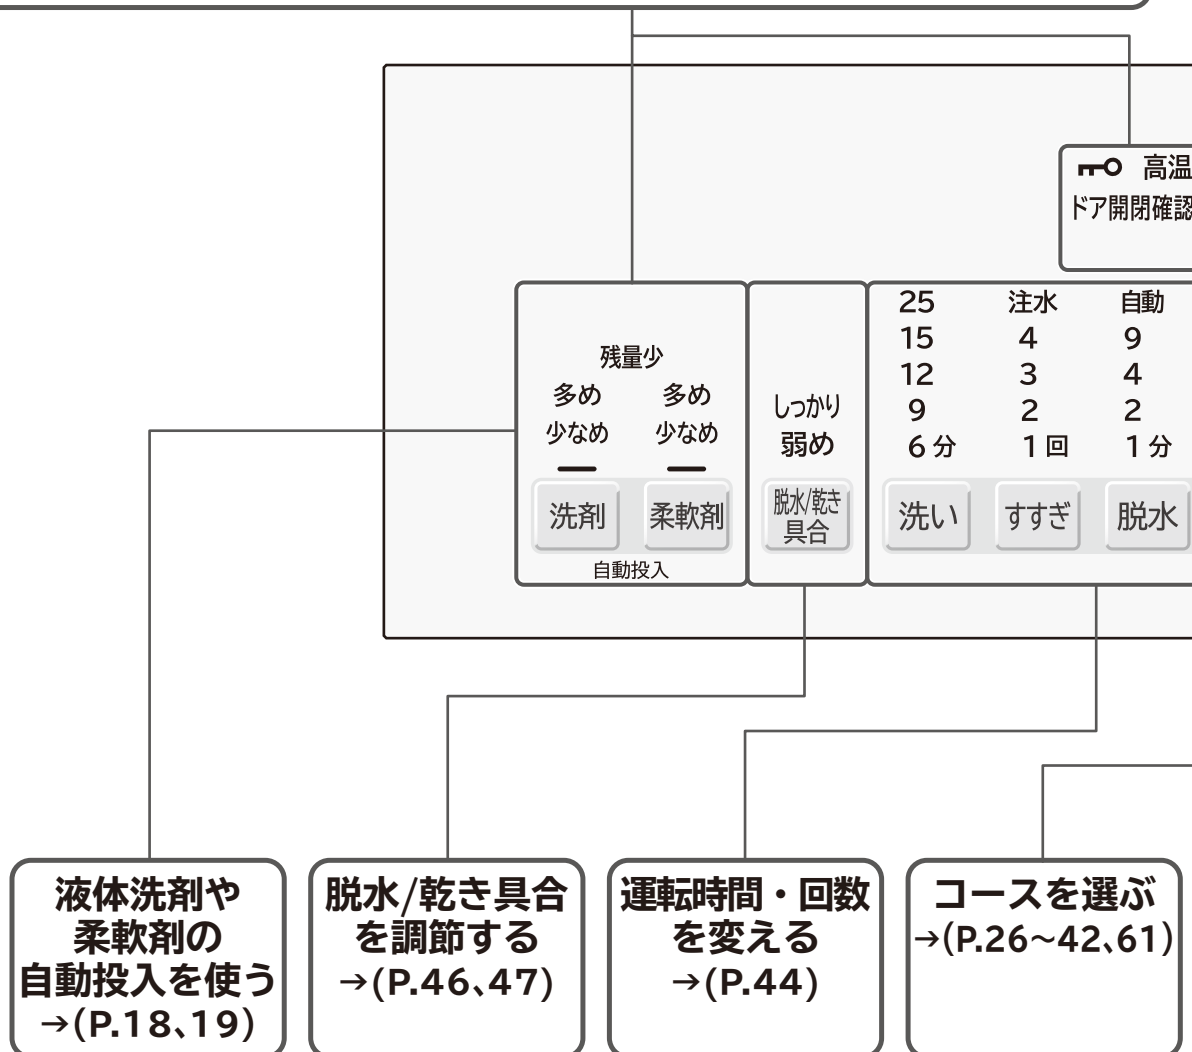 高温
ドア開閉確認
残量少
多め 多め
少なめ 少なめ
洗剤 柔軟剤
自動投入
しっかり
弱め
脱水/乾き
具合
25 注水 自動
15 4 9
12 3 4
9 2 2
6分 1回 1分
洗い すすぎ 脱水
液体洗剤や
柔軟剤の
自動投入を使う
→(P.18、19)
脱水/乾き具合
を調節する
→(P.46、47)
運転時間・回数
を変える
→(P.44)
コースを選ぶ
→(P.26~42、61)